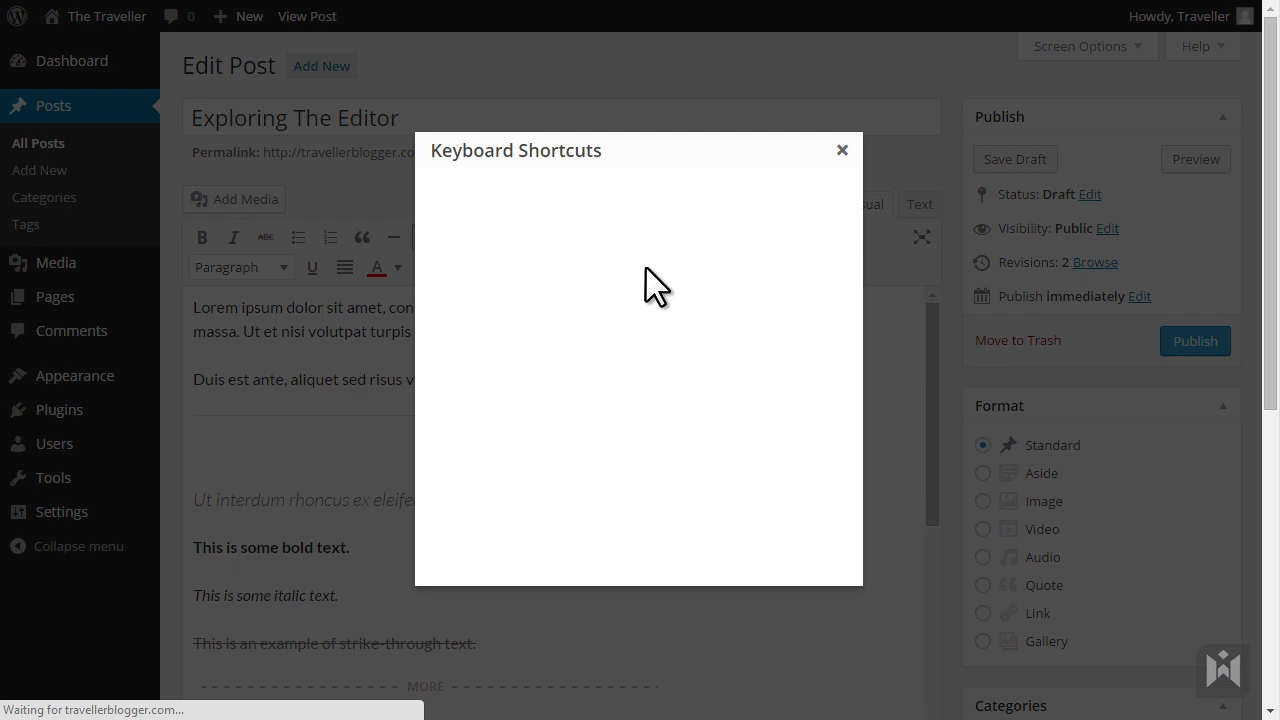 The Traveller
0
New
View Post
Howdy, Traveller
Dashboard
Posts
All Posts
Add New
Categories
Tags
Media
Pages
Comments
Appearance
Plugins
Users
Tools
Settings
Collapse menu
Screen Options
Help
Edit Post
Add New
Exploring The Editor
Permalink: http://travellerblogger.co
Add Media
Text
B I ABC
Paragraph U A
Lorem ipsum dolor sit amet, con
massa. Ut et nisi volutpat turpis
Duis est ante, aliquet sed risus v
Ut interdum rhoncus ex eleife
This is some bold text.
This is some italic text.
This is an example of strike-through text.
MORE
Keyboard Shortcuts
Publish
Save Draft
Preview
Status: Draft Edit
Visibility: Public Edit
Revisions: 2 Browse
Publish immediately Edit
Move to Trash
Publish
Format
Standard
Aside
Image
Video
Audio
Quote
Link
Gallery
Categories
Waiting for travellerblogger.com...